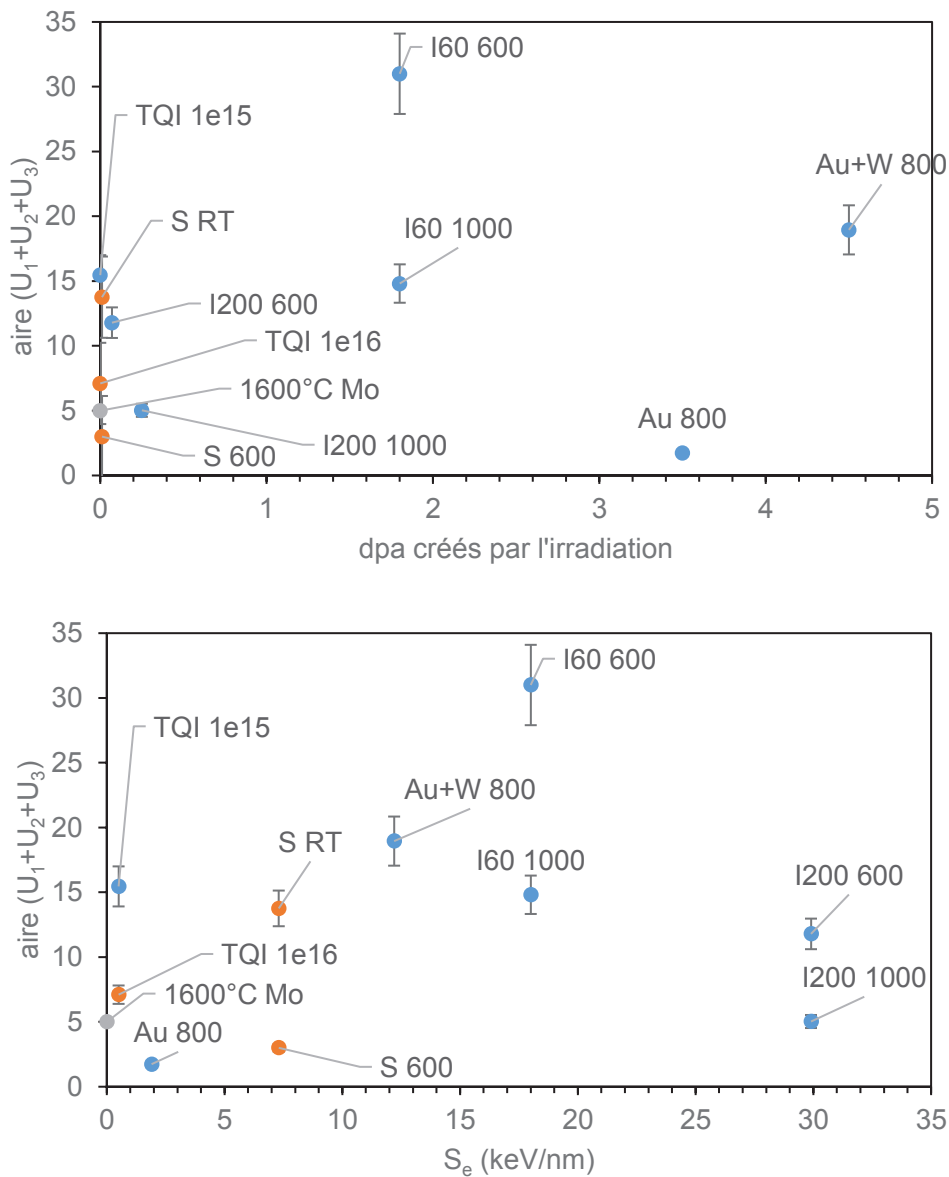 35
30
25
20
15
10
5
0
aire (U₁+U₂+U₃)
I60 600
TQI 1e15
Au+W 800
S RT
I60 1000
I200 600
TQI 1e16
1600°C Mo
Au 800
I200 1000
S 600
0 1 2 3 4 5
dpa créés par l'irradiation
35
30
25
20
15
10
5
0
aire (U₁+U₂+U₃)
I60 600
TQI 1e15
Au+W 800
S RT
I60 1000
I200 600
TQI 1e16
1600°C Mo
I200 1000
Au 800
S 600
0 5 10 15 20 25 30 35
Sₑ (keV/nm)